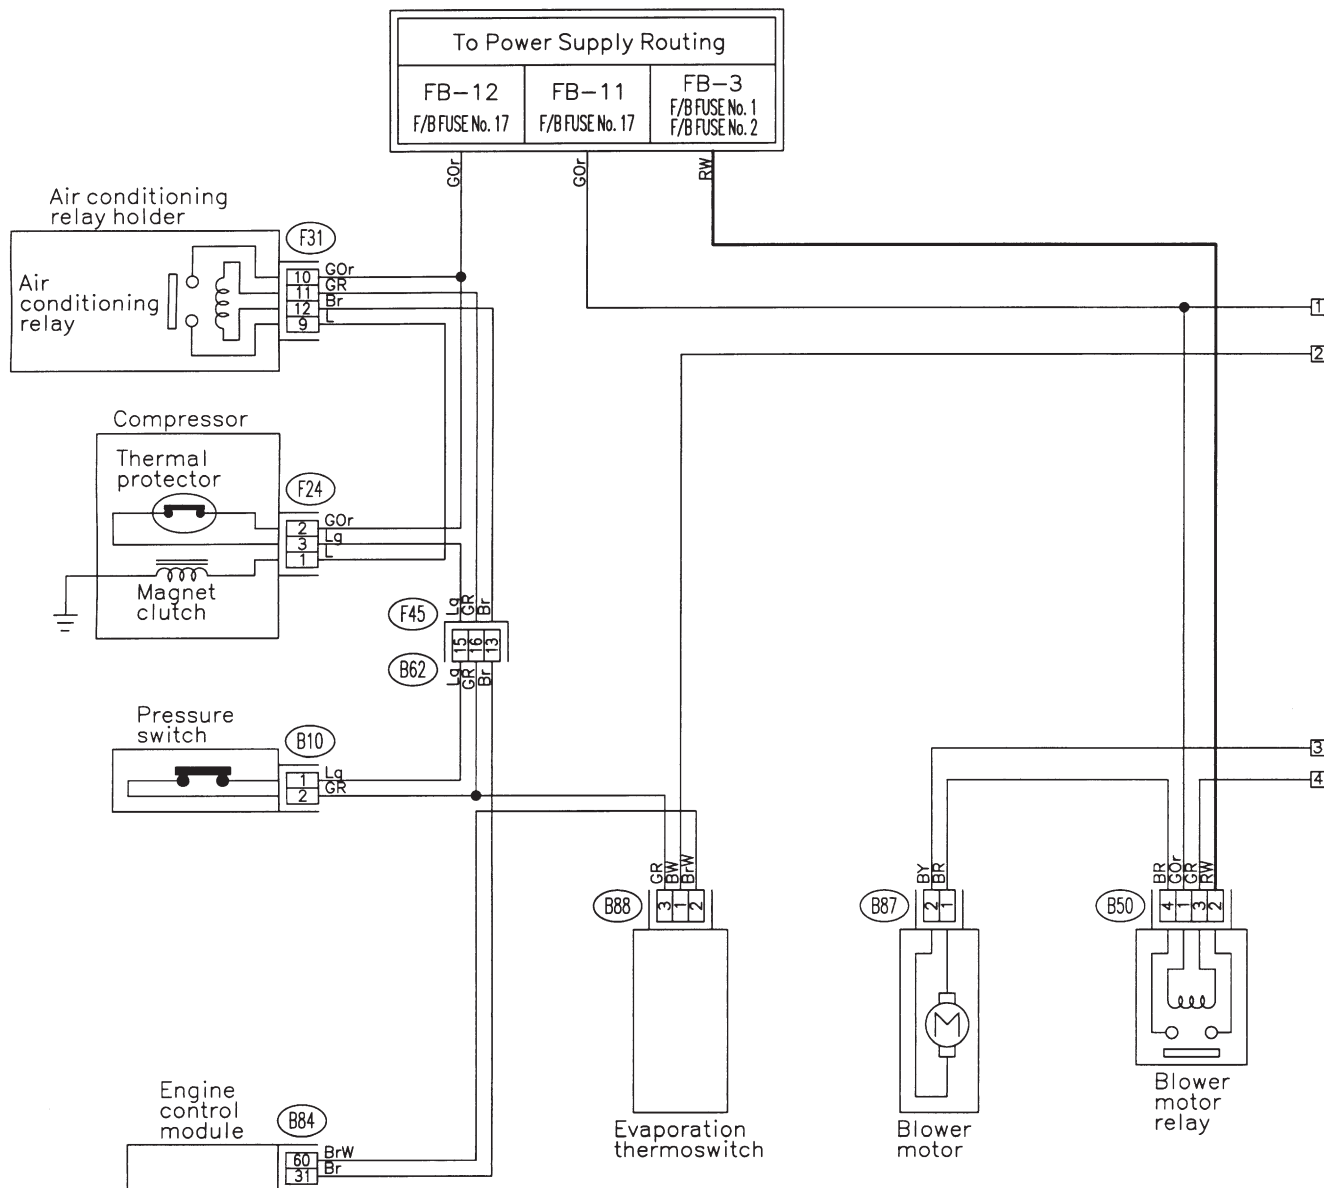 To Power Supply Routing
FB-12
F/B FUSE No. 17
FB-11
F/B FUSE No. 17
FB-3
F/B FUSE No. 1
F/B FUSE No. 2
GOr
GOr
RW
Air conditioning
relay holder
F31
Air
conditioning
relay
10 GOr
11 GR
12 Br
9 L
1
2
Compressor
Thermal
protector
F24
2 GOr
3 Lg
1 L
Magnet
clutch
F45
Lg GR Br
15 16 13
B62
Lg GR Br
Pressure
switch
B10
1 Lg
2 GR
3
4
GR BW BrW
B88
3 1 2
BY BR
B87
2 1
BR GOr GR RW
B50
4 1 3 2
M
Evaporation
thermoswitch
Blower
motor
Blower
motor
relay
Engine
control
module
B84
60 BrW
31 Br